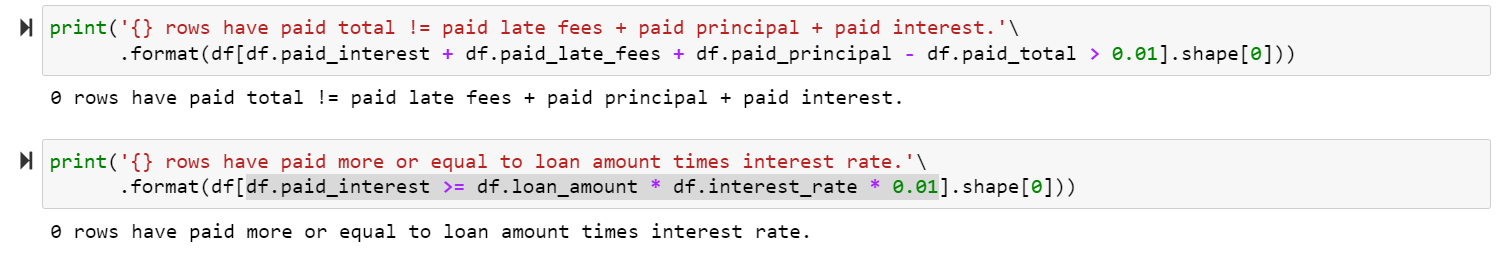 print('{} rows have paid total != paid late fees + paid principal + paid interest.'\
.format(df[df.paid_interest + df.paid_late_fees + df.paid_principal - df.paid_total > 0.01].shape[0]))
0 rows have paid total != paid late fees + paid principal + paid interest.
print('{} rows have paid more or equal to loan amount times interest rate.'\
.format(df[df.paid_interest >= df.loan_amount * df.interest_rate * 0.01].shape[0]))
0 rows have paid more or equal to loan amount times interest rate.